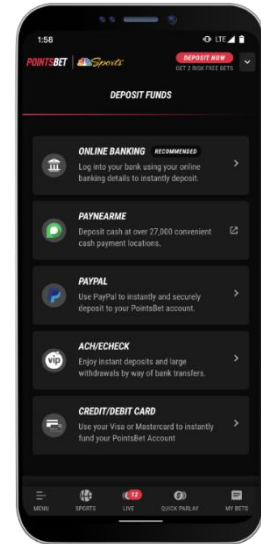 1:58
LTE
POINTSBET | NBC Sports
DEPOSIT NOW
GET 2 RISK FREE BETS
DEPOSIT FUNDS
ONLINE BANKING RECOMMENDED
Log into your bank using your online
banking details to instantly deposit.
PAYNEARME
Deposit cash at over 27,000 convenient
cash payment locations.
PAYPAL
Use PayPal to instantly and securely
deposit to your PointsBet account.
VIP
ACH/ECHECK
Enjoy instant deposits and large
withdrawals by way of bank transfers.
CREDIT/DEBIT CARD
Use your Visa or Mastercard to instantly
fund your PointsBet Account
12
MENU SPORTS LIVE QUICK PARLAY MY BETS